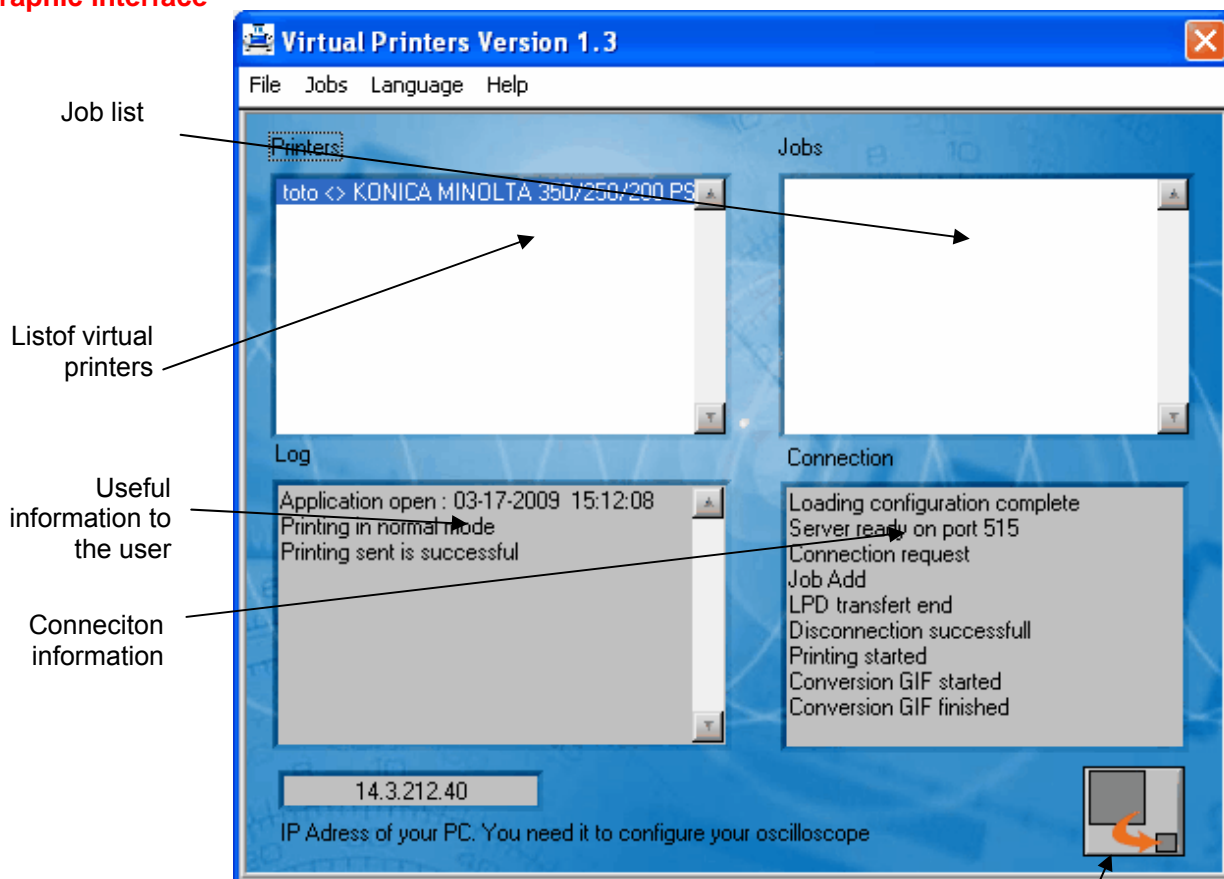 raphic interface
Virtual Printers Version 1.3
File Jobs Language Help
Job list
Printers
Jobs
toto <> KONICA MINOLTA 350/250/200 PS
Listof virtual
printers
Log
Connection
Useful
information to
the user
Application open : 03-17-2009 15:12:08
Printing in normal mode
Printing sent is successful
Loading configuration complete
Server ready on port 515
Connection request
Job Add
LPD transfert end
Disconnection successfull
Printing started
Conversion GIF started
Conversion GIF finished
Conneciton
information
14.3.212.40
IP Adress of your PC. You need it to configure your oscilloscope